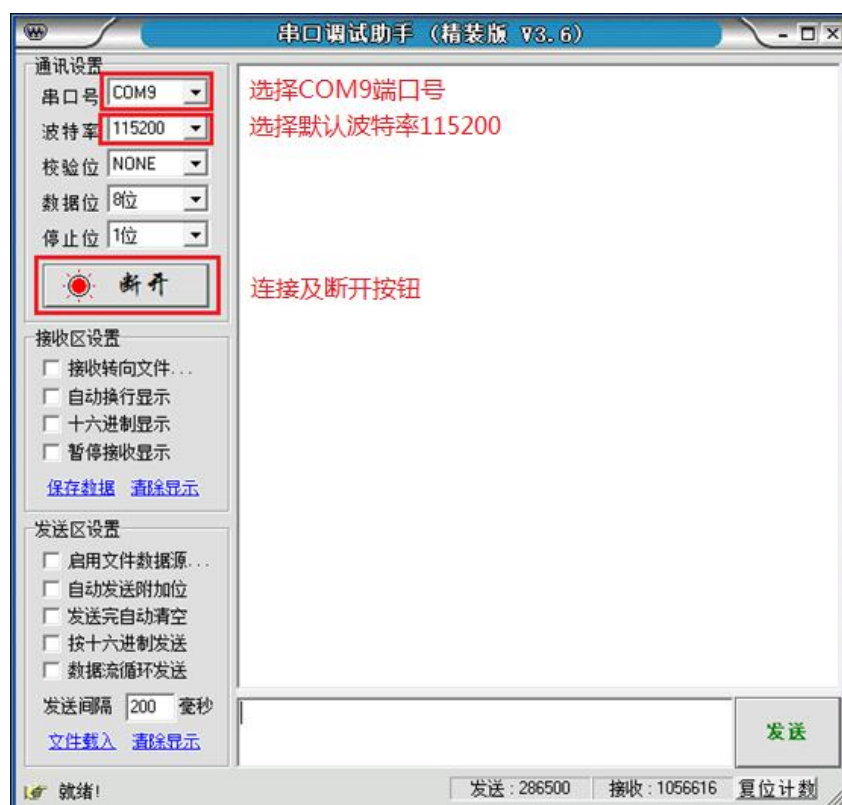 串口调试助手 (精装版 V3.6)
通讯设置
串口号 COM9
波特率 115200
校验位 NONE
数据位 8位
停止位 1位
断开
选择COM9端口号
选择默认波特率115200
连接及断开按钮
接收区设置
接收转向文件...
自动换行显示
十六进制显示
暂停接收显示
保存数据 清除显示
发送区设置
启用文件数据源...
自动发送附加位
发送完自动清空
按十六进制发送
数据流循环发送
发送间隔 200 毫秒
文件载入 清除显示
发送
就绪!
发送:286500 接收:1056616 复位计数